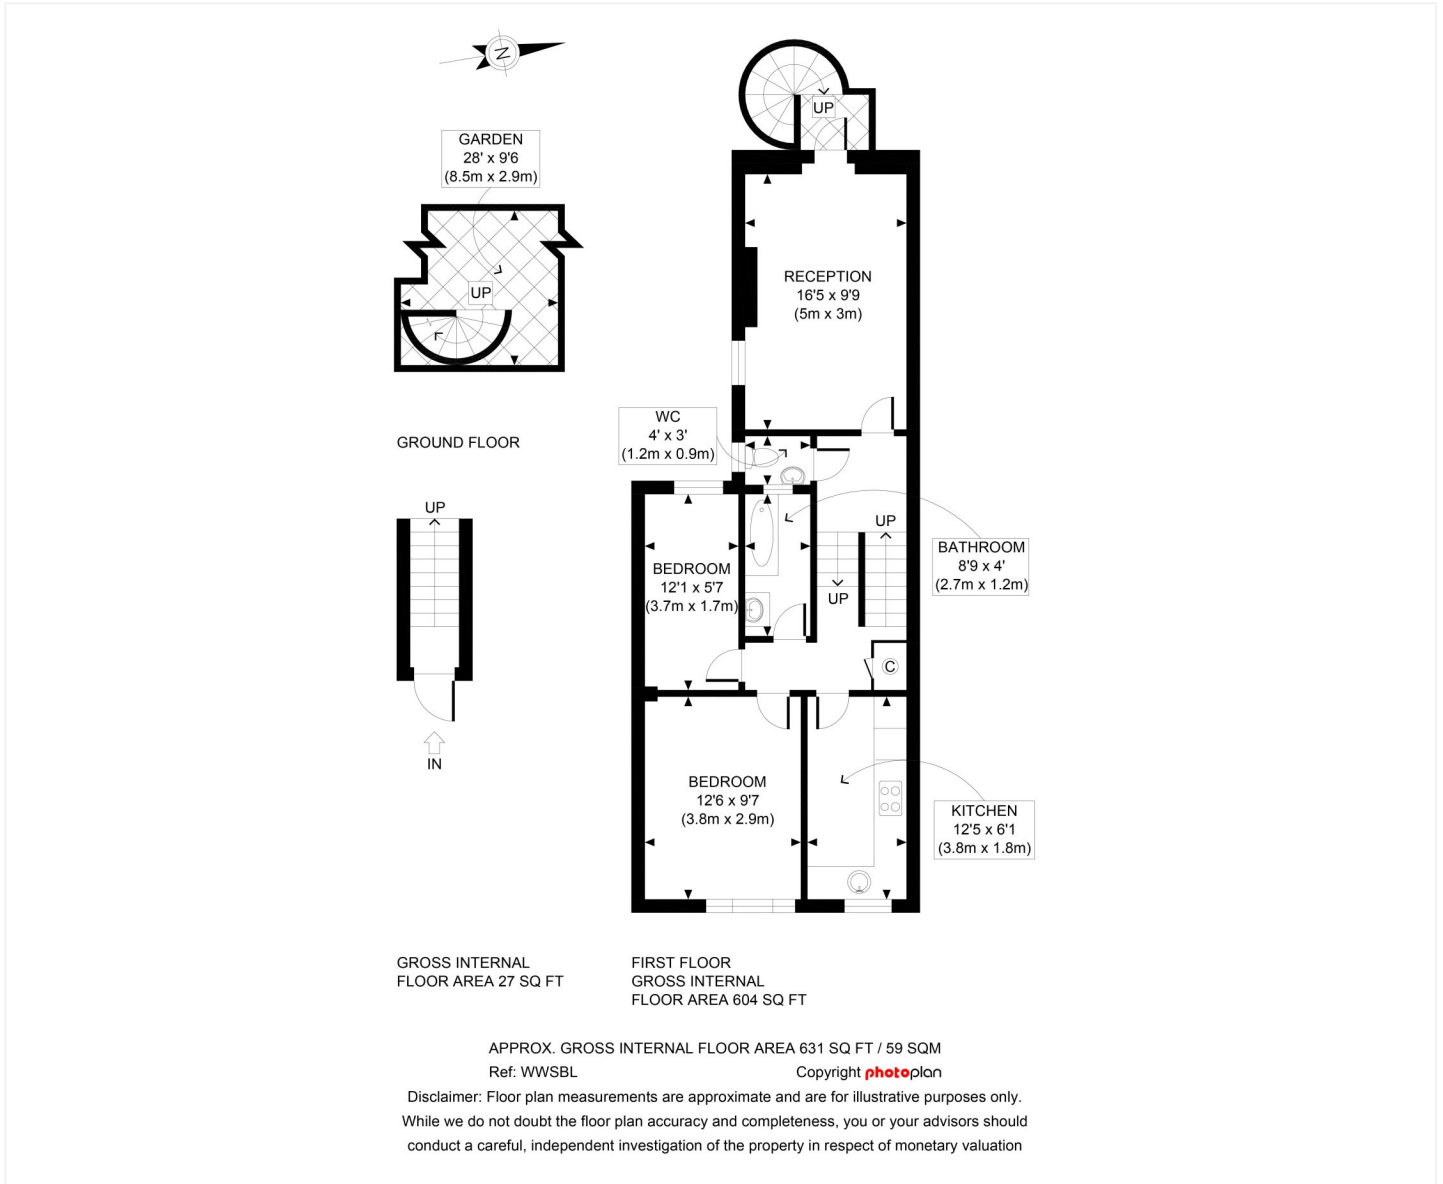 N
GARDEN
28' x 9'6
(8.5m x 2.9m)
UP
GROUND FLOOR
UP
IN
GROSS INTERNAL
FLOOR AREA 27 SQ FT
UP
RECEPTION
16'5 x 9'9
(5m x 3m)
WC
4' x 3'
(1.2m x 0.9m)
BEDROOM
12'1 x 5'7
(3.7m x 1.7m)
UP
UP
BATHROOM
8'9 x 4'
(2.7m x 1.2m)
C
BEDROOM
12'6 x 9'7
(3.8m x 2.9m)
KITCHEN
12'5 x 6'1
(3.8m x 1.8m)
FIRST FLOOR
GROSS INTERNAL
FLOOR AREA 604 SQ FT
APPROX. GROSS INTERNAL FLOOR AREA 631 SQ FT / 59 SQM
Ref: WWSBL Copyright photoplan
Disclaimer: Floor plan measurements are approximate and are for illustrative purposes only.
While we do not doubt the floor plan accuracy and completeness, you or your advisors should
conduct a careful, independent investigation of the property in respect of monetary valuation